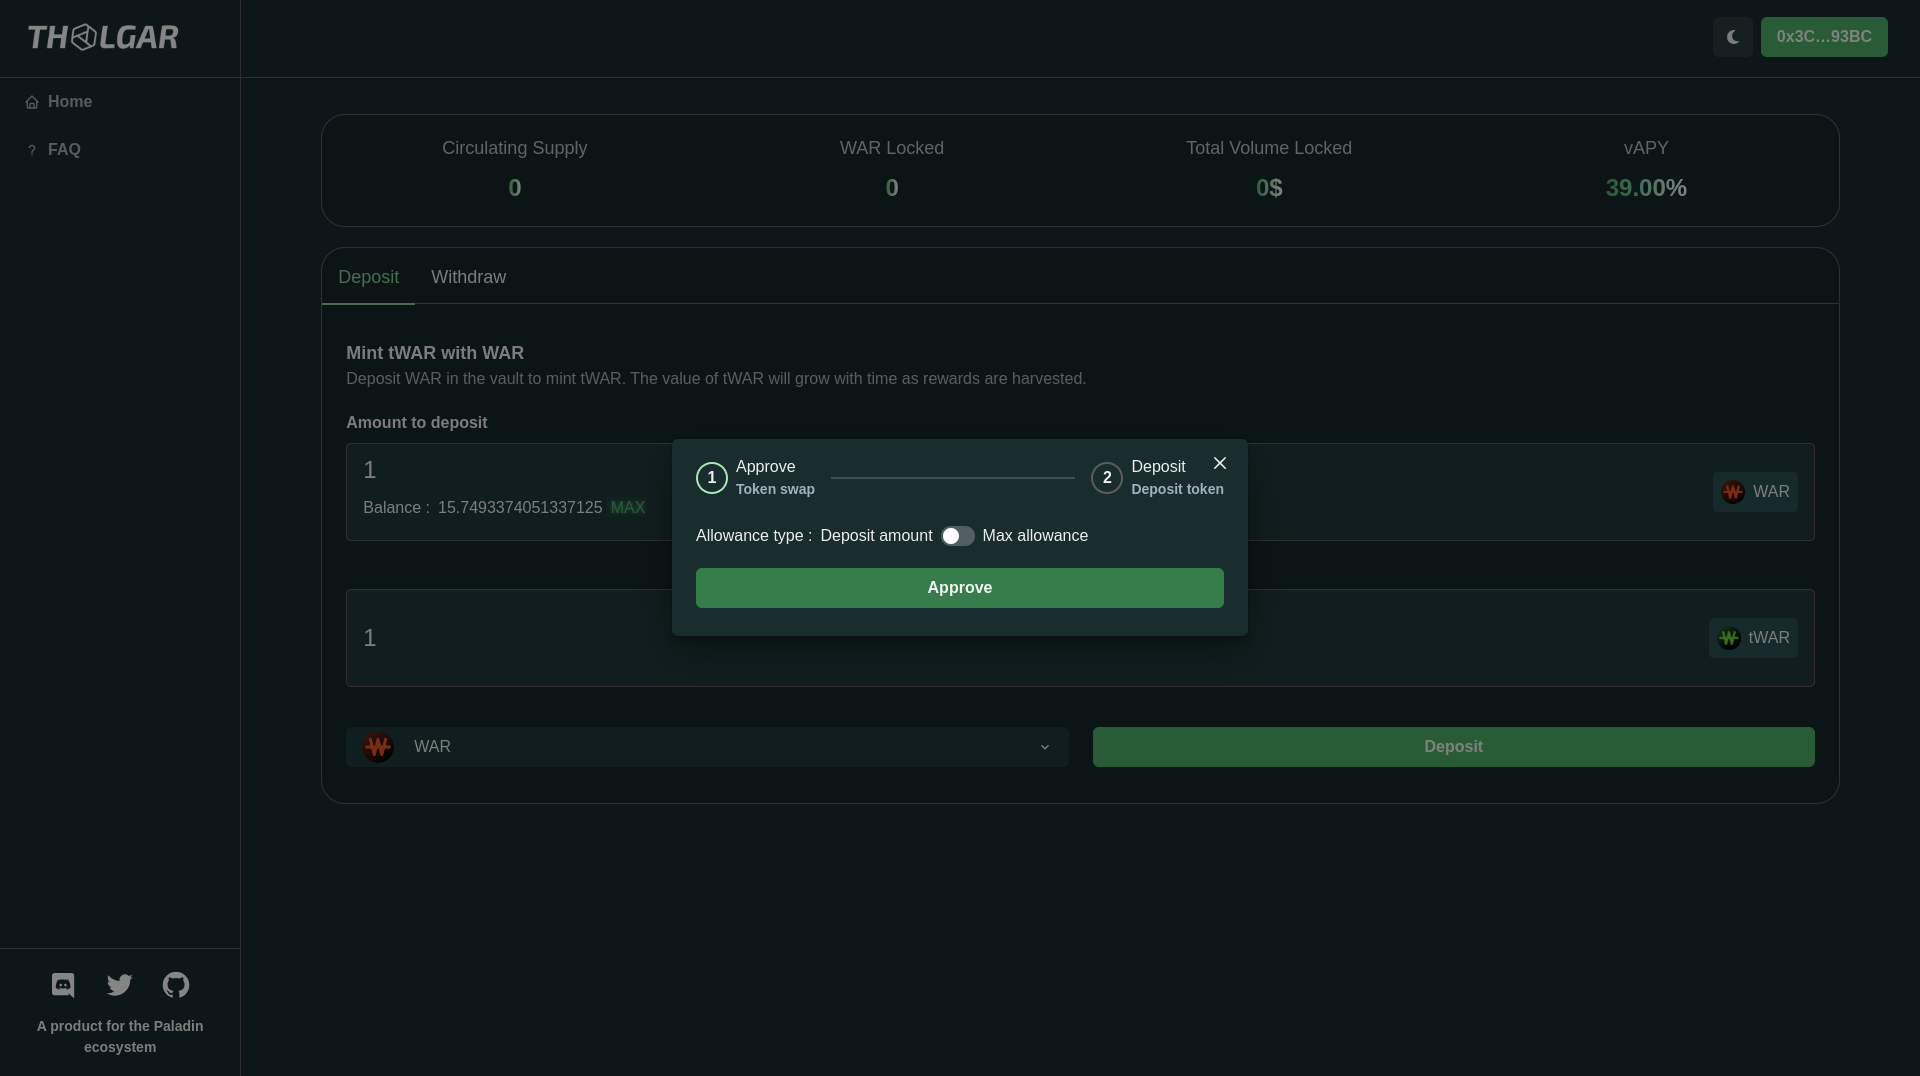 THOLGAR
0x3C...93BC
Home
FAQ
Circulating Supply
0
WAR Locked
0
Total Volume Locked
0$
vAPY
39.00%
Deposit
Withdraw
Mint tWAR with WAR
Deposit WAR in the vault to mint tWAR. The value of tWAR will grow with time as rewards are harvested.
Amount to deposit
1
Balance : 15.7493374051337125 MAX
WAR
1
Approve
Token swap
2
Deposit
Deposit token
Allowance type : Deposit amount Max allowance
Approve
1
tWAR
WAR
Deposit
A product for the Paladin
ecosystem